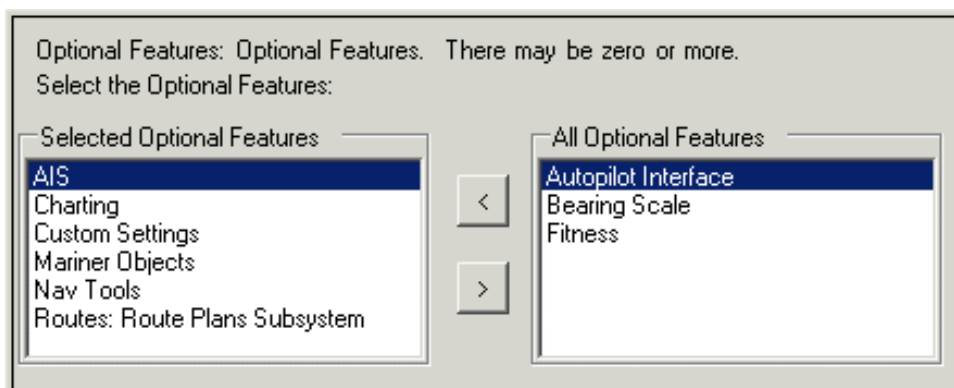 Optional Features: Optional Features. There may be zero or more.
Select the Optional Features:
Selected Optional Features
AIS
Charting
Custom Settings
Mariner Objects
Nav Tools
Routes: Route Plans Subsystem
<
>
All Optional Features
Autopilot Interface
Bearing Scale
Fitness